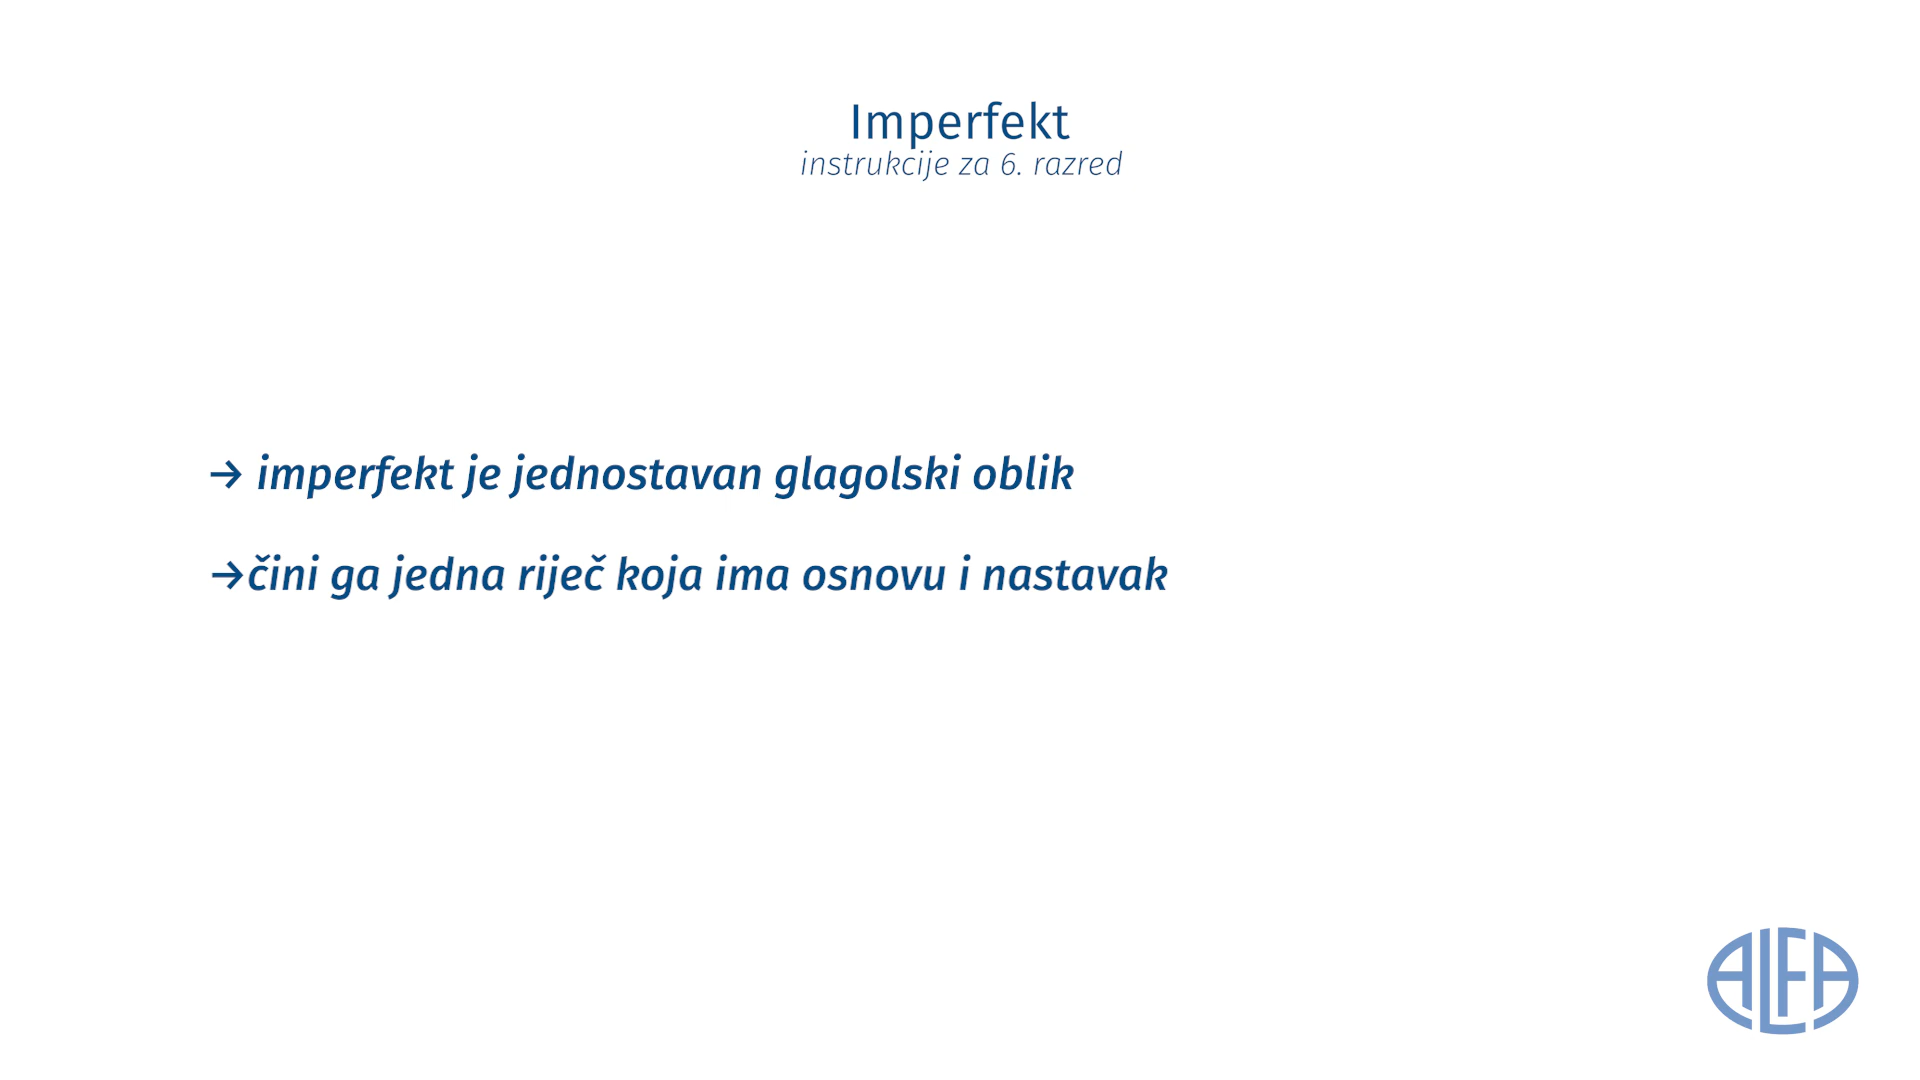 Imperfekt
instrukcije za 6. razred
→ imperfekt je jednostavan glagolski oblik
→čini ga jedna riječ koja ima osnovu i nastavak
ALFA